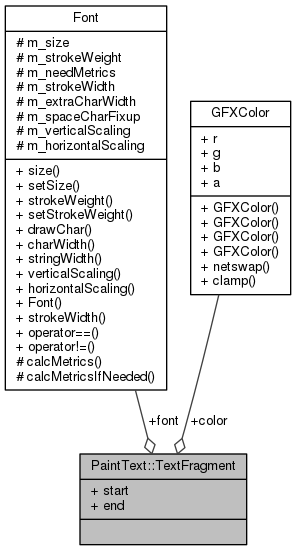 Font
# m_size
# m_strokeWeight
# m_needMetrics
# m_strokeWidth
# m_extraCharWidth
# m_spaceCharFixup
# m_verticalScaling
# m_horizontalScaling
+ size()
+ setSize()
+ strokeWeight()
+ setStrokeWeight()
+ drawChar()
+ charWidth()
+ stringWidth()
+ verticalScaling()
+ horizontalScaling()
+ Font()
+ strokeWidth()
+ operator==()
+ operator!=()
# calcMetrics()
# calcMetricsIfNeeded()
GFXColor
+ r
+ g
+ b
+ a
+ GFXColor()
+ GFXColor()
+ GFXColor()
+ GFXColor()
+ netswap()
+ clamp()
+font
+color
PaintText::TextFragment
+ start
+ end